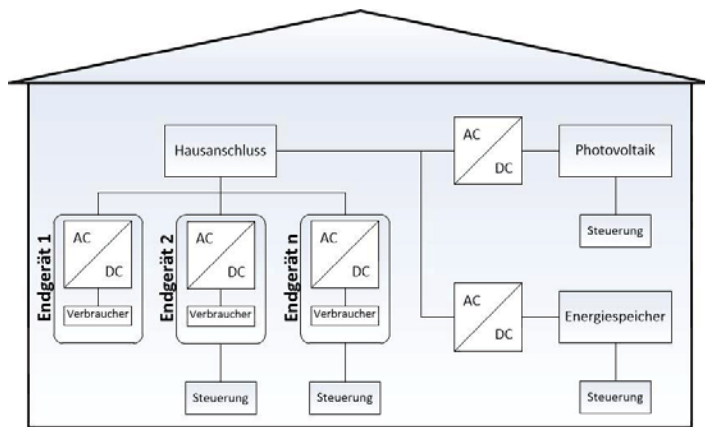 Hausanschluss
AC
DC
Photovoltaik
Steuerung
Endgerät 1
AC
DC
Verbraucher
Endgerät 2
AC
DC
Verbraucher
Steuerung
Endgerät n
AC
DC
Verbraucher
Steuerung
AC
DC
Energiespeicher
Steuerung